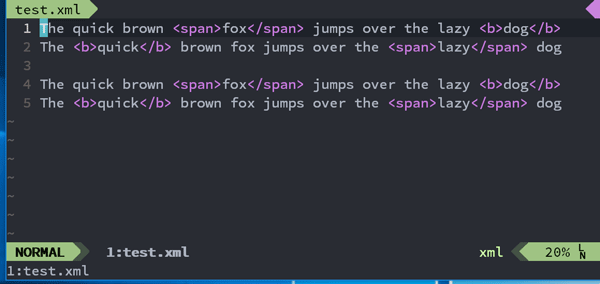 test.xml
1 The quick brown <span>fox</span> jumps over the lazy <b>dog</b>
2 The <b>quick</b> brown fox jumps over the <span>lazy</span> dog
3
4 The quick brown <span>fox</span> jumps over the lazy <b>dog</b>
5 The <b>quick</b> brown fox jumps over the <span>lazy</span> dog
~
~
~
~
~
~
~
NORMAL 1:test.xml xml 20% LN
1:test.xml